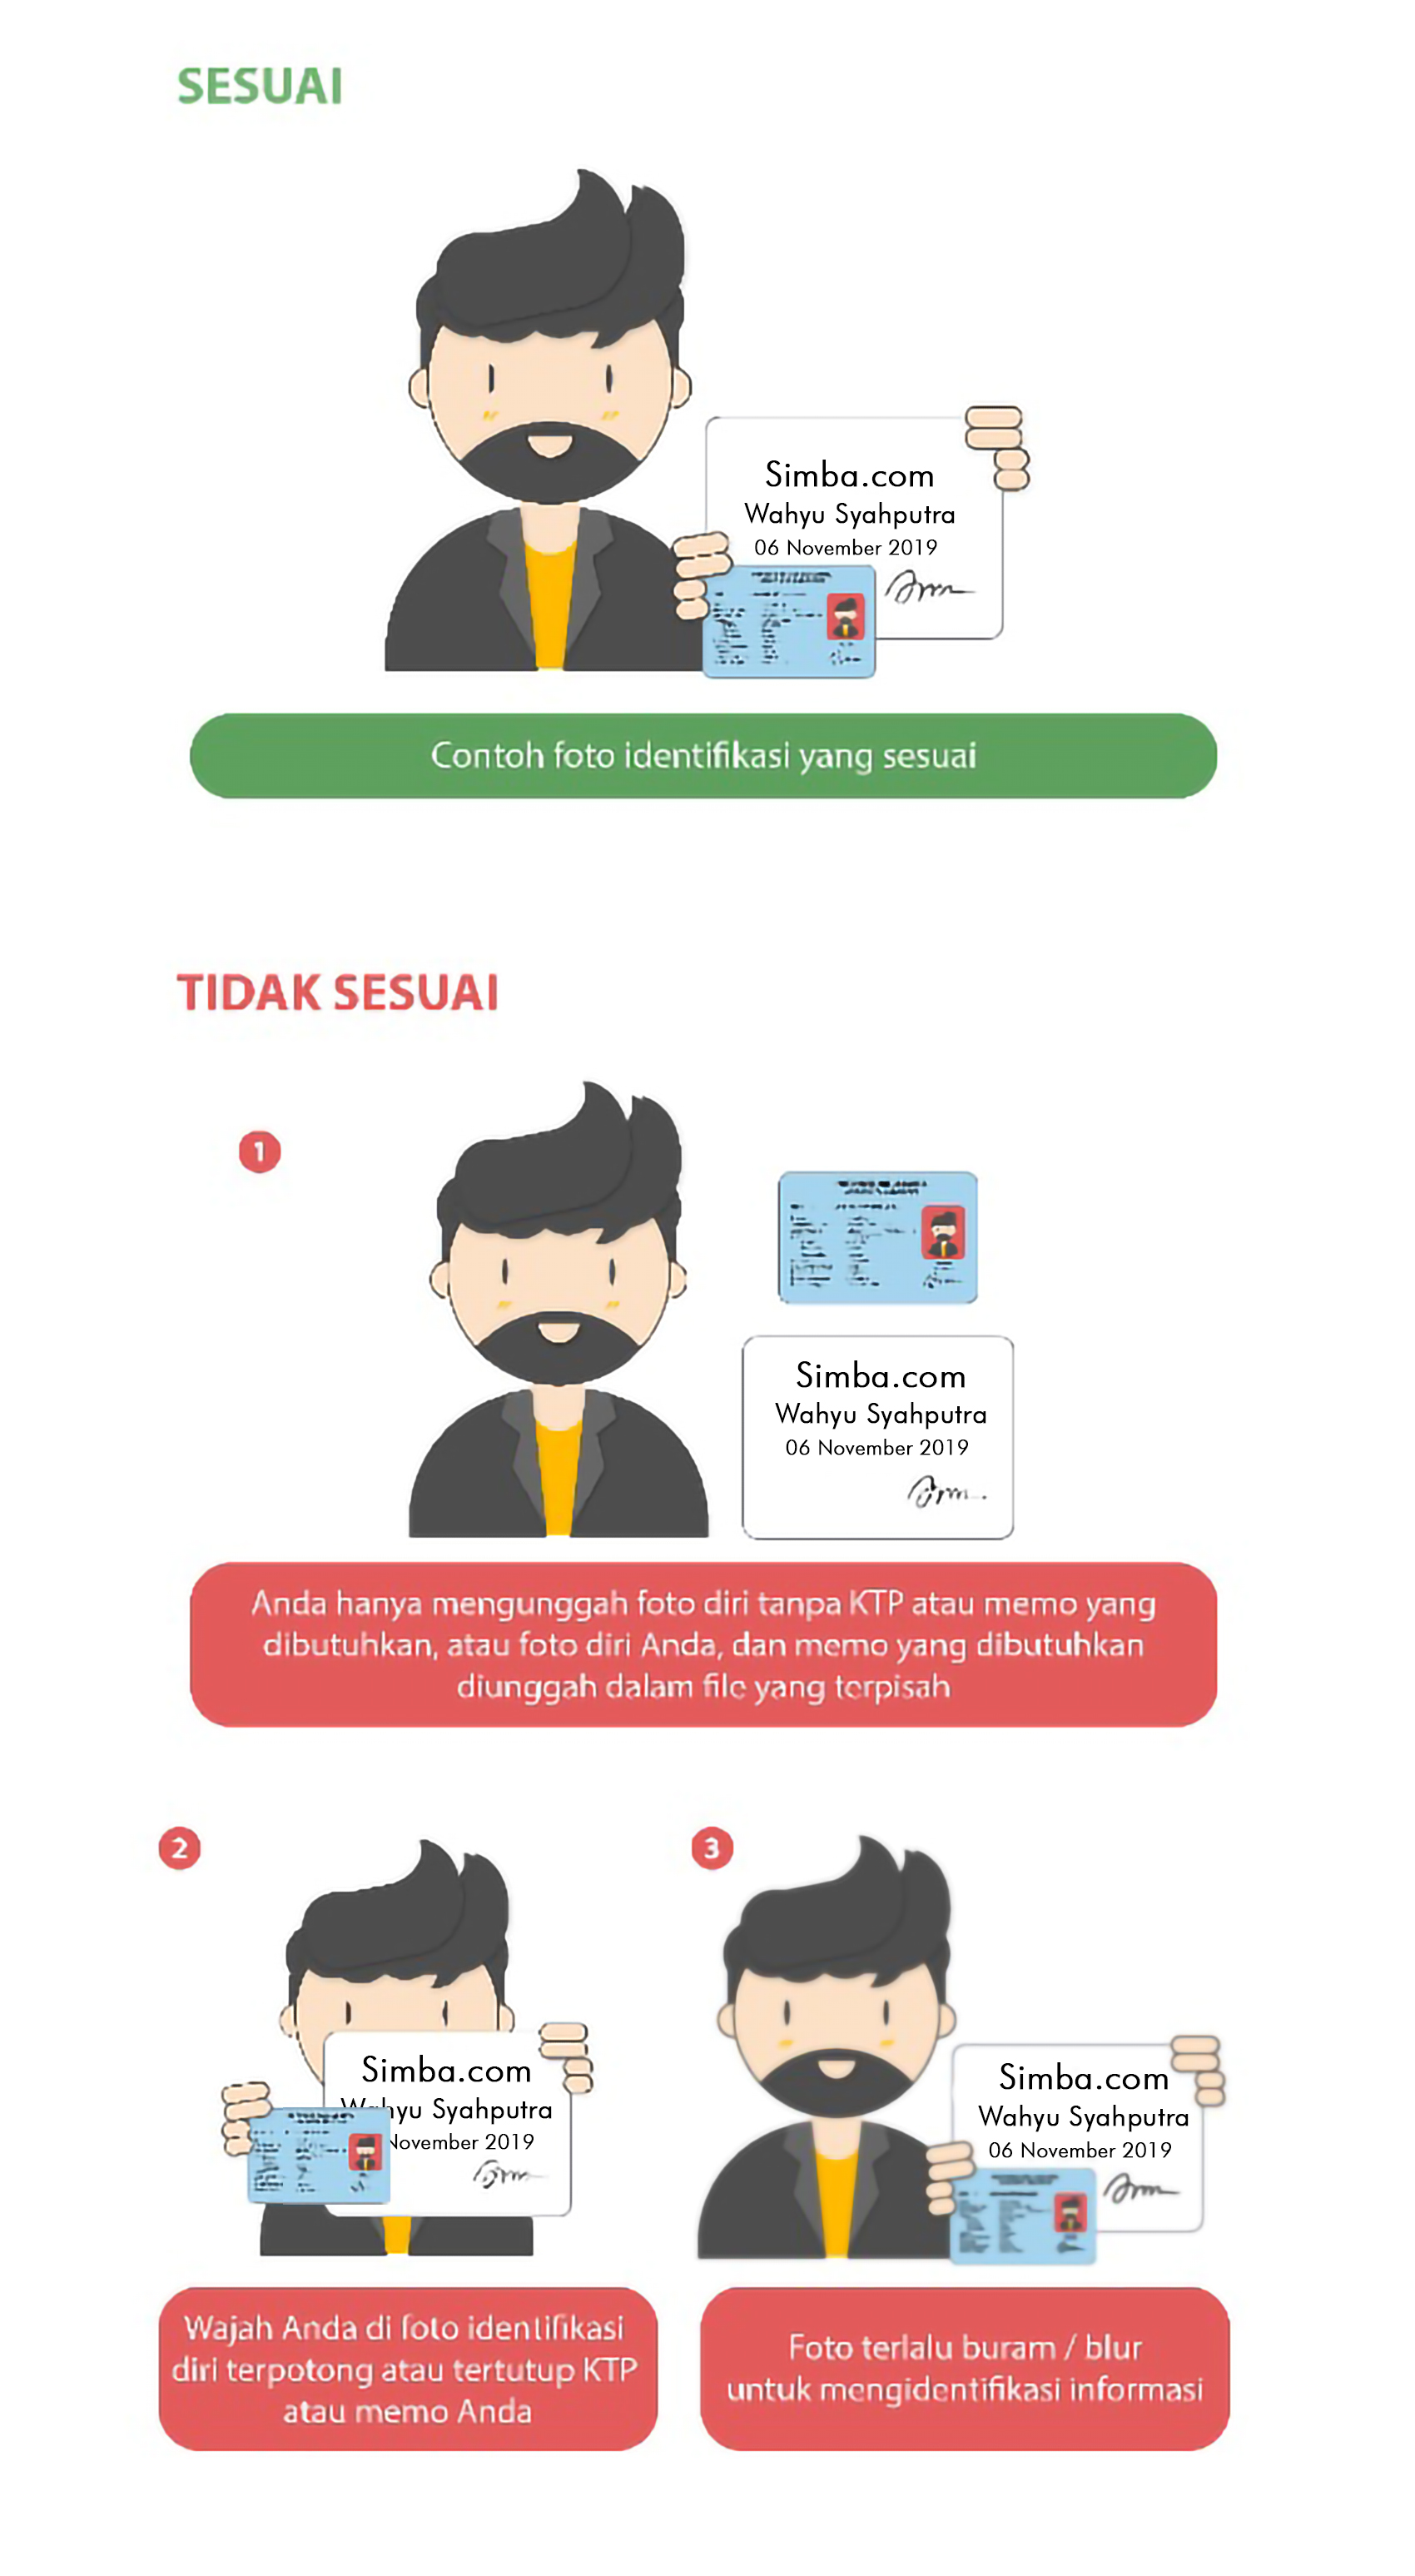 SESUAI
Simba.com
Wahyu Syahputra
06 November 2019
Contoh foto identifikasi yang sesuai
TIDAK SESUAI
1
Simba.com
Wahyu Syahputra
06 November 2019
Anda hanya mengunggah foto diri tanpa KTP atau memo yang
dibutuhkan, atau foto diri Anda, dan memo yang dibutuhkan
diunggah dalam file yang terpisah
2
Simba.com
Wahyu Syahputra
November 2019
Wajah Anda di foto identifikasi
diri terpotong atau tertutup KTP
atau memo Anda
3
Simba.com
Wahyu Syahputra
06 November 2019
Foto terlalu buram / blur
untuk mengidentifikasi informasi